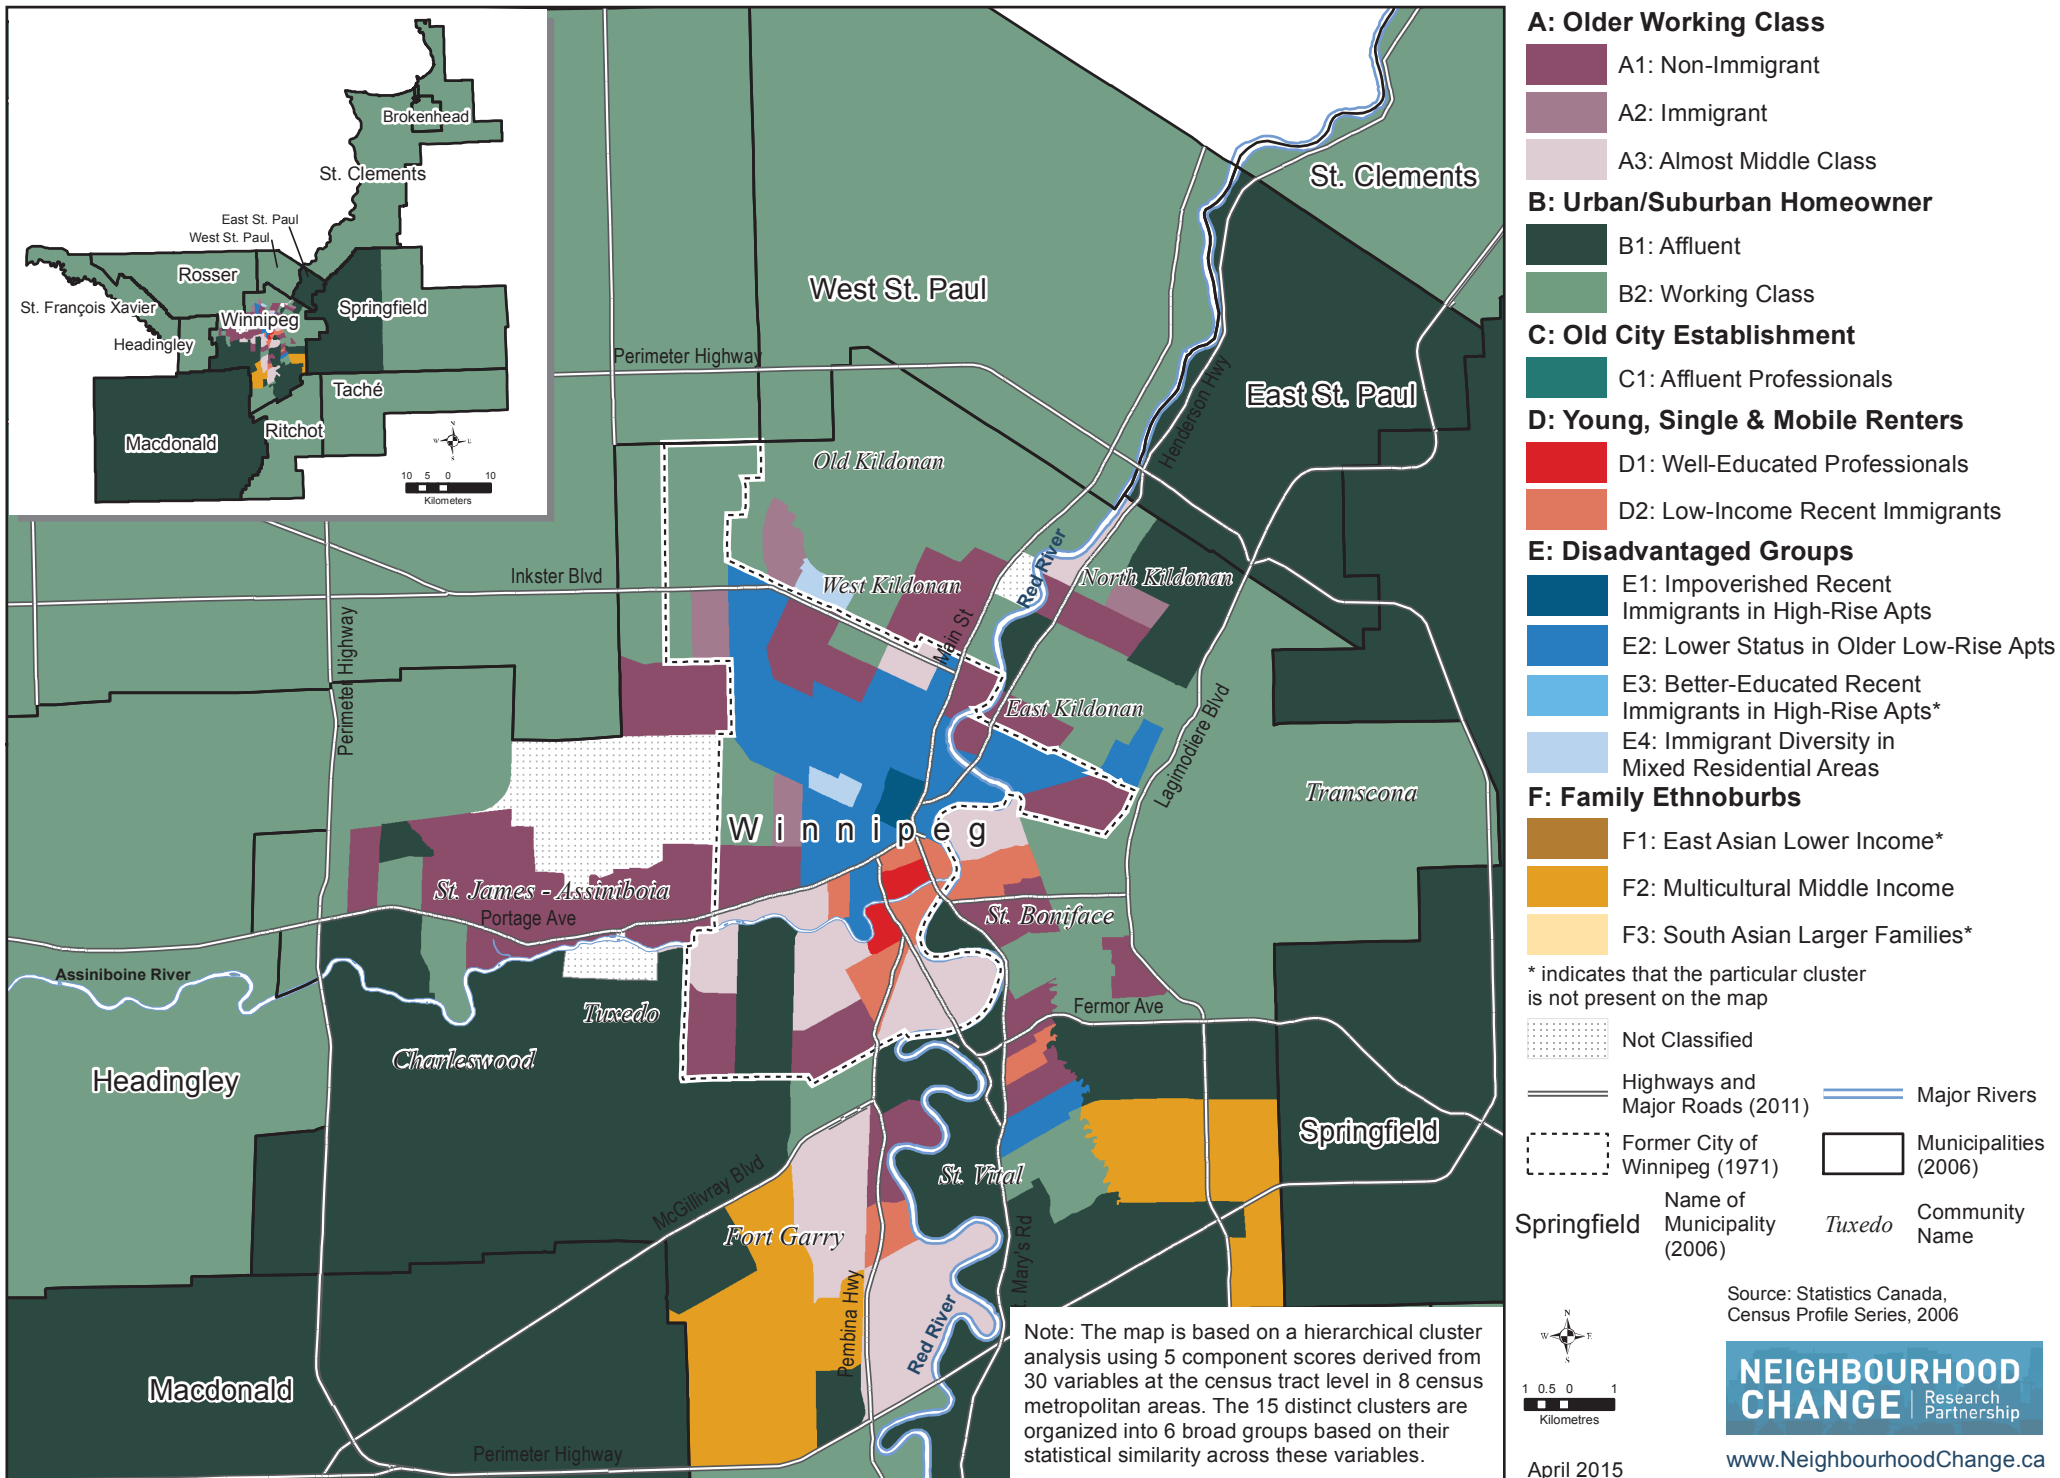 Brokenhead
St. Clements
East St. Paul
West St. Paul
Rosser
St. François Xavier
Springfield
Winnipeg
Headingley
Taché
Ritchot
Macdonald
N
W E
S
10 5 0 10
Kilometers
St. Clements
West St. Paul
Perimeter Highway
East St. Paul
Henderson Hwy
Old Kildonan
Red River
Inkster Blvd
West Kildonan
North Kildonan
Perimeter Highway
Main St
East Kildonan
Lagimodiere Blvd
Transcona
Winnipeg
St. James - Assiniboia
Portage Ave
St. Boniface
Assiniboine River
Tuxedo
Fermor Ave
Charleswood
Headingley
Springfield
St. Vital
McGillivray Blvd
Fort Garry
Pembina Hwy
t. Mary's Rd
Red River
Macdonald
Perimeter Highway
Note: The map is based on a hierarchical cluster
analysis using 5 component scores derived from
30 variables at the census tract level in 8 census
metropolitan areas. The 15 distinct clusters are
organized into 6 broad groups based on their
statistical similarity across these variables.
A: Older Working Class
A1: Non-Immigrant
A2: Immigrant
A3: Almost Middle Class
B: Urban/Suburban Homeowner
B1: Affluent
B2: Working Class
C: Old City Establishment
C1: Affluent Professionals
D: Young, Single & Mobile Renters
D1: Well-Educated Professionals
D2: Low-Income Recent Immigrants
E: Disadvantaged Groups
E1: Impoverished Recent
Immigrants in High-Rise Apts
E2: Lower Status in Older Low-Rise Apts
E3: Better-Educated Recent
Immigrants in High-Rise Apts*
E4: Immigrant Diversity in
Mixed Residential Areas
F: Family Ethnoburbs
F1: East Asian Lower Income*
F2: Multicultural Middle Income
F3: South Asian Larger Families*
* indicates that the particular cluster
is not present on the map
Not Classified
Highways and
Major Roads (2011)
Major Rivers
Former City of
Winnipeg (1971)
Municipalities
(2006)
Springfield
Name of
Municipality
(2006)
Tuxedo
Community
Name
Source: Statistics Canada,
Census Profile Series, 2006
N
W E
S
1 0.5 0 1
Kilometres
NEIGHBOURHOOD
CHANGE
Research
Partnership
April 2015
www.NeighbourhoodChange.ca